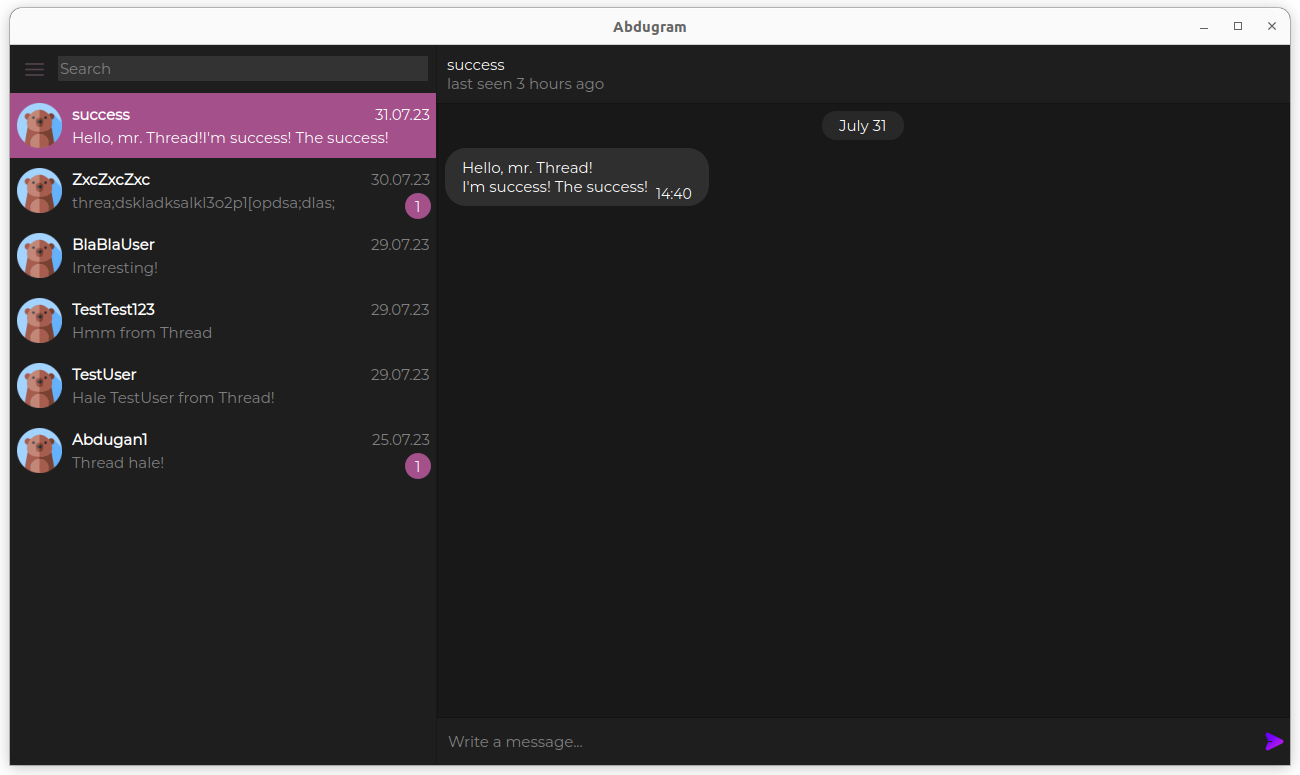 Abdugram
Search
success 31.07.23
Hello, mr. Thread!I'm success! The success!
ZxcZxcZxc 30.07.23
threa;dskladksalkl3o2p1[opdsa;dlas; 1
BlaBlaUser 29.07.23
Interesting!
TestTest123 29.07.23
Hmm from Thread
TestUser 29.07.23
Hale TestUser from Thread!
Abdugan1 25.07.23
Thread hale! 1
success
last seen 3 hours ago
July 31
Hello, mr. Thread!
I'm success! The success! 14:40
Write a message...